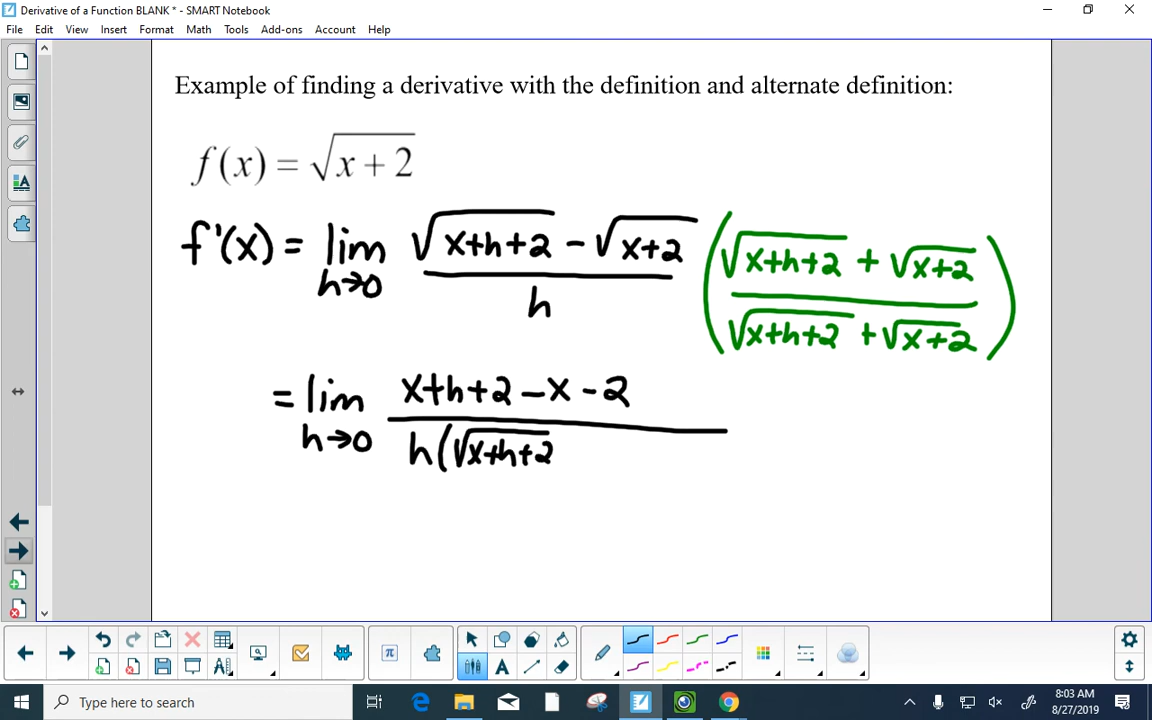 Derivative of a Function BLANK * - SMART Notebook
File Edit View Insert Format Math Tools Add-ons Account Help
Example of finding a derivative with the definition and alternate definition:
f(x) = √(x + 2)
f'(x) = lim h→0 (√(x+h+2) - √(x+2)) / h ((√(x+h+2) + √(x+2)) / (√(x+h+2) + √(x+2)))
= lim h→0 (x+h+2-x-2) / h(√(x+h+2)
π A
Type here to search
8:03 AM
8/27/2019